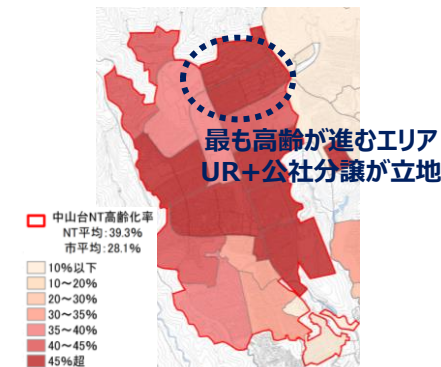 最も高齢が進むエリア
UR+公社分譲が立地
中山台NT高齢化率
NT平均:39.3%
市平均:28.1%
10%以下
10~20%
20~30%
30~35%
35~40%
40~45%
45%超